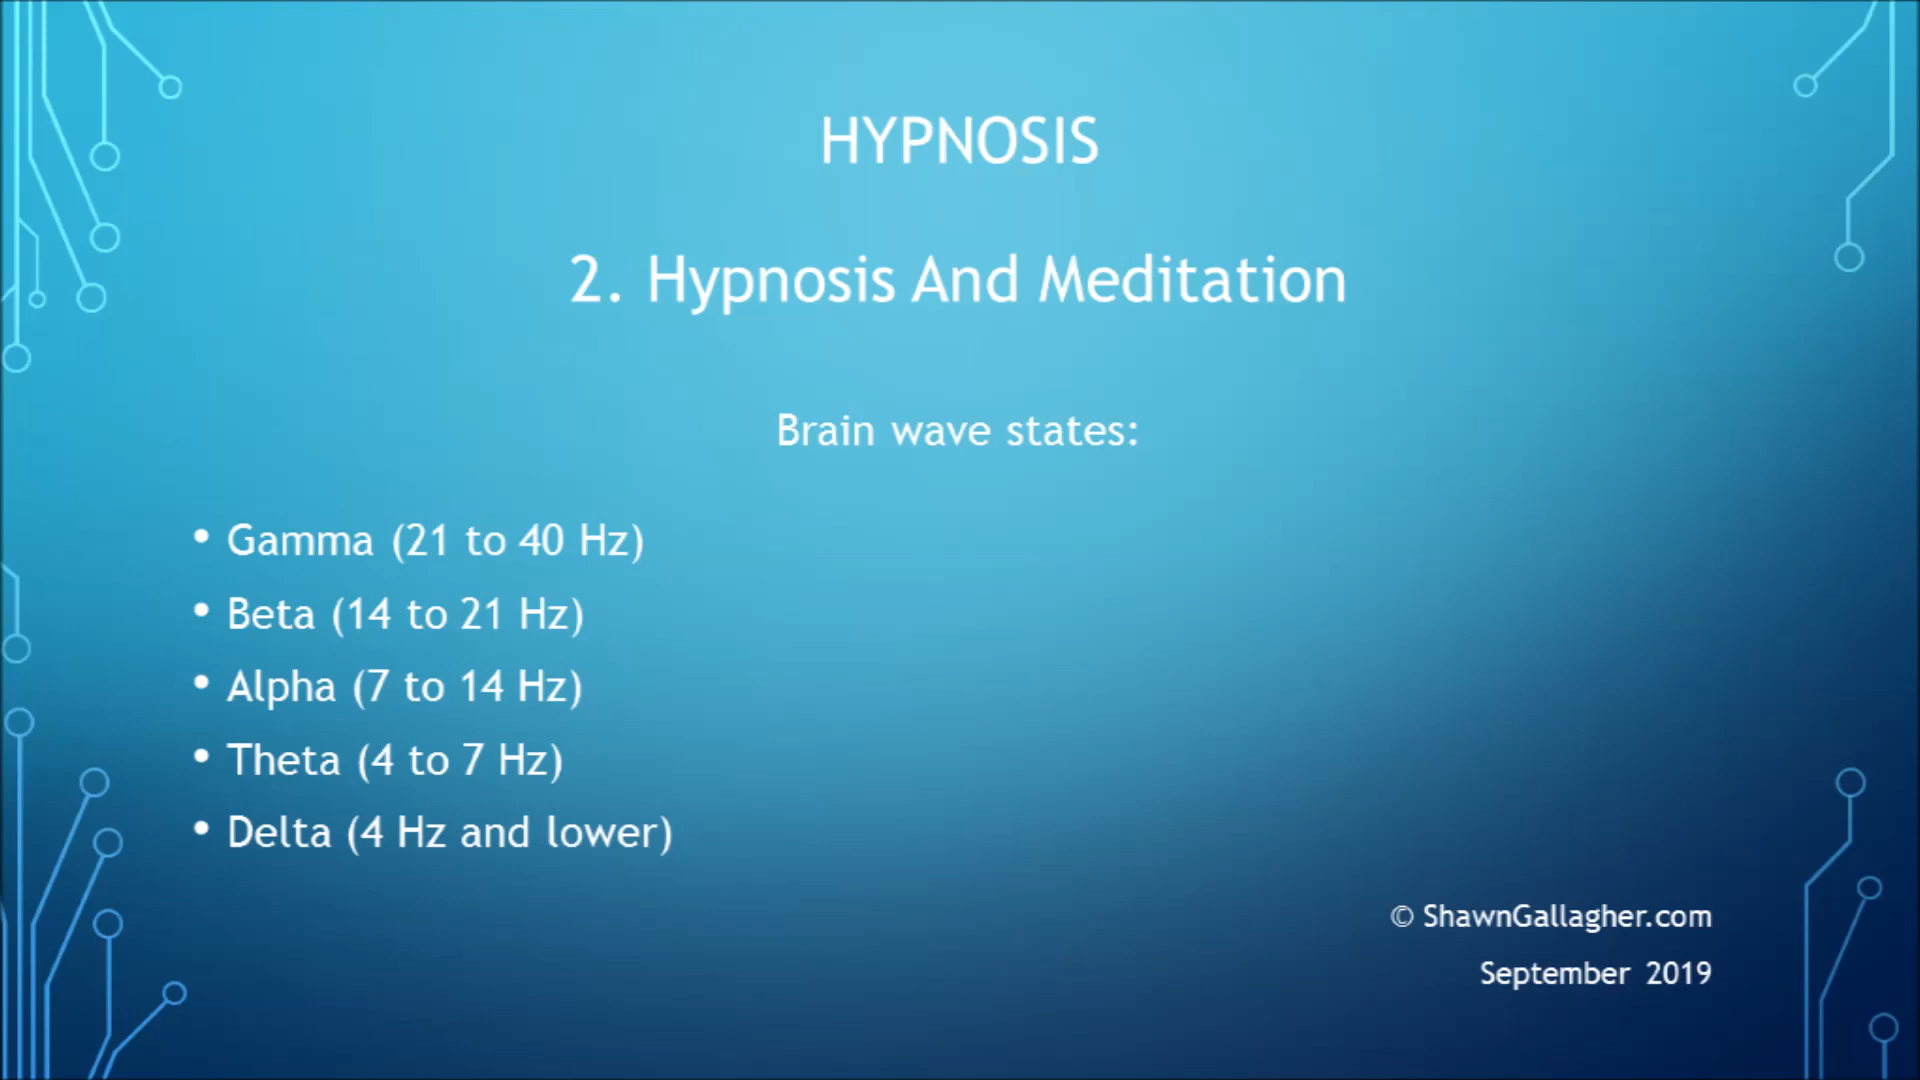 HYPNOSIS
2. Hypnosis And Meditation
Brain wave states:
• Gamma (21 to 40 Hz)
• Beta (14 to 21 Hz)
• Alpha (7 to 14 Hz)
• Theta (4 to 7 Hz)
• Delta (4 Hz and lower)
© ShawnGallagher.com
September 2019